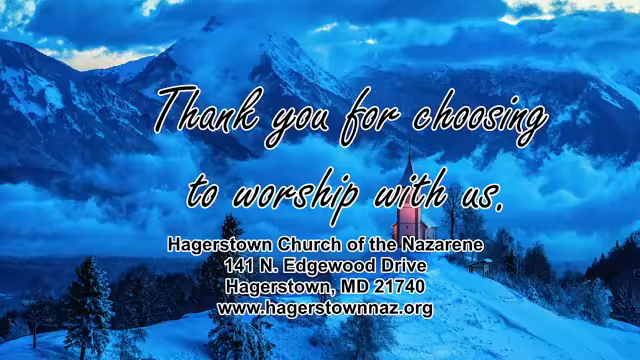 Thank you for choosing
to worship with us.
Hagerstown Church of the Nazarene
141 N. Edgewood Drive
Hagerstown, MD 21740
www.hagerstownnaz.org